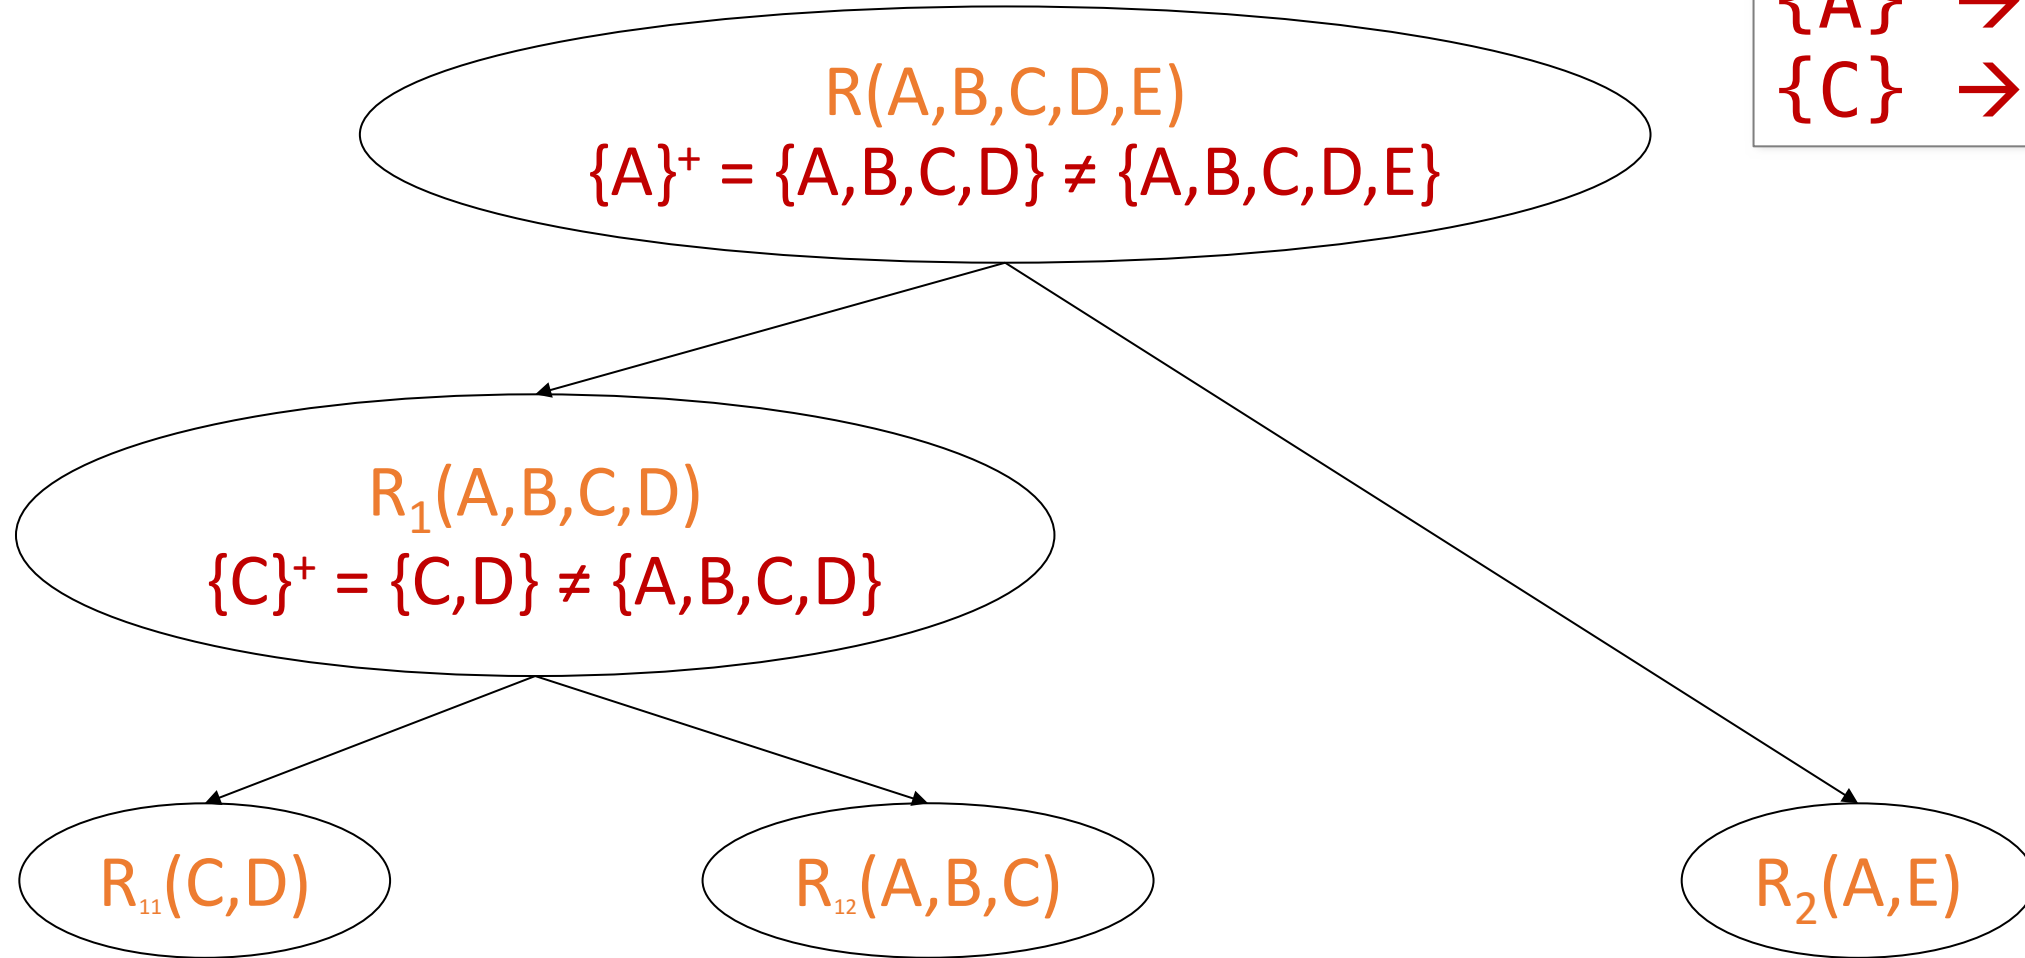 {A} →
{C} →
R(A,B,C,D,E)
{A}⁺ = {A,B,C,D} ≠ {A,B,C,D,E}
R₁(A,B,C,D)
{C}⁺ = {C,D} ≠ {A,B,C,D}
R₁₁(C,D)
R₁₂(A,B,C)
R₂(A,E)